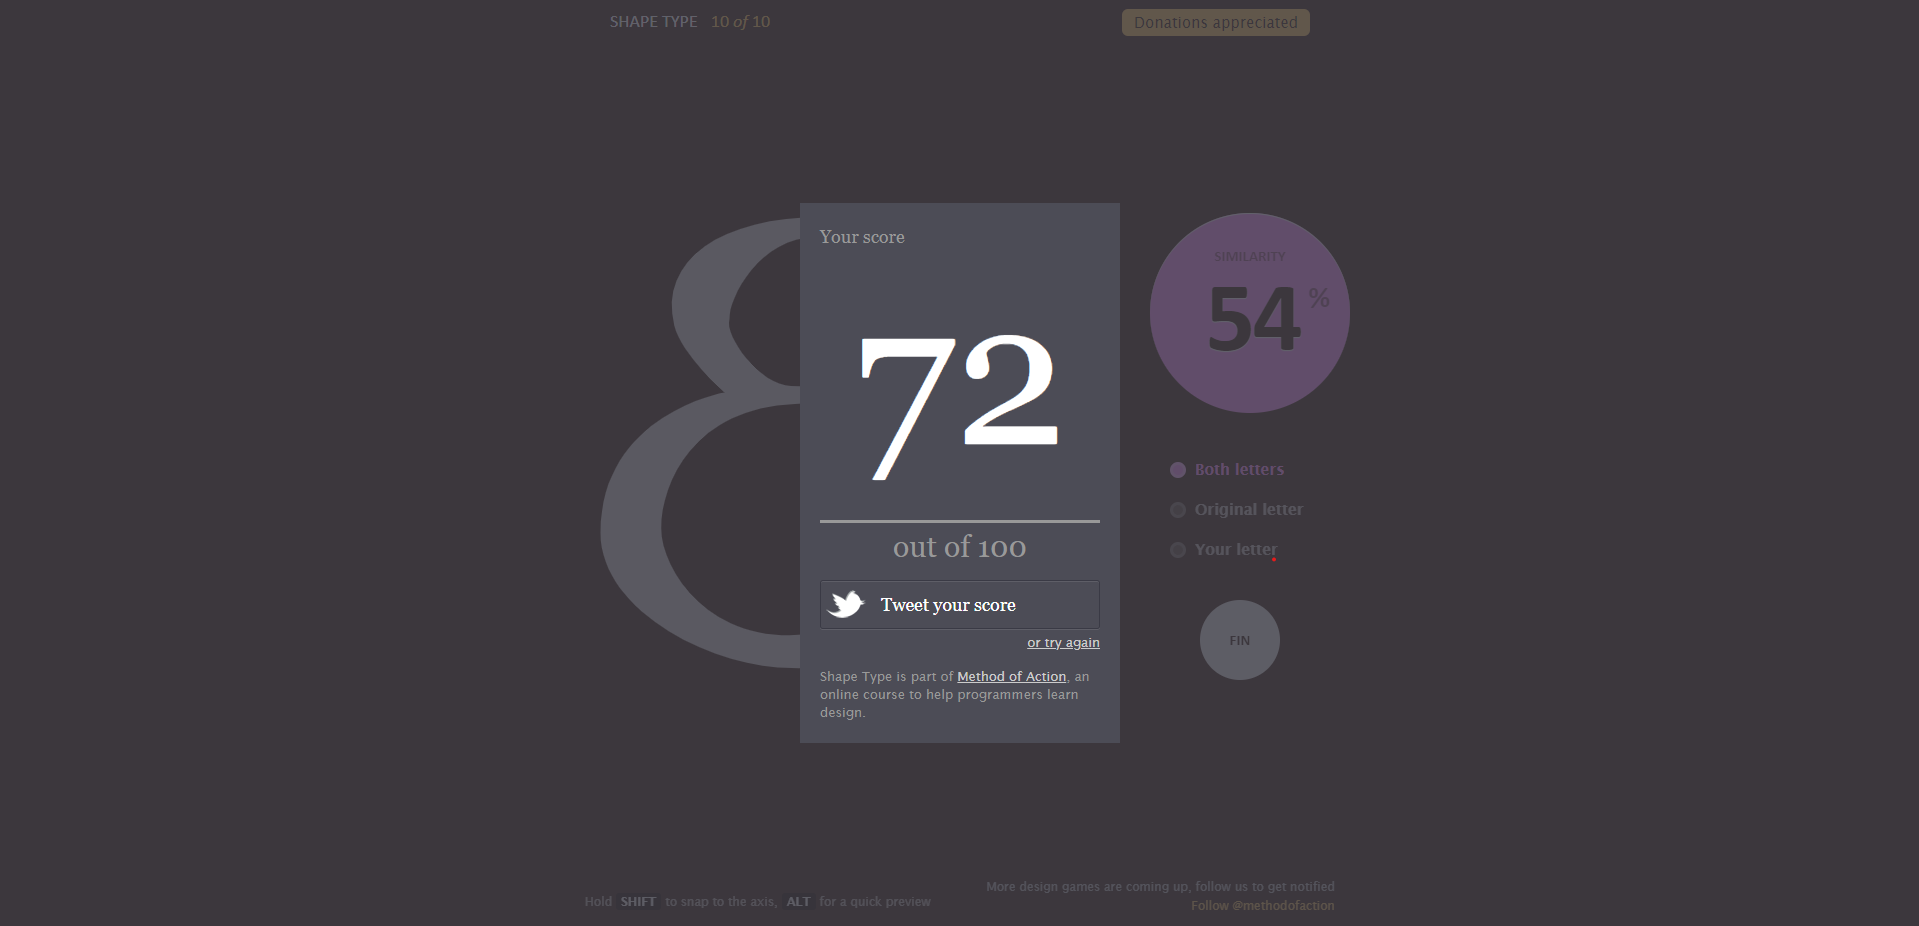 SHAPE TYPE 10 of 10
Donations appreciated
8
Your score
72
out of 100
Tweet your score
or try again
Shape Type is part of Method of Action, an
online course to help programmers learn
design.
SIMILARITY
54 %
Both letters
Original letter
Your letter
FIN
Hold SHIFT to snap to the axis, ALT for a quick preview
More design games are coming up, follow us to get notified
Follow @methodofaction